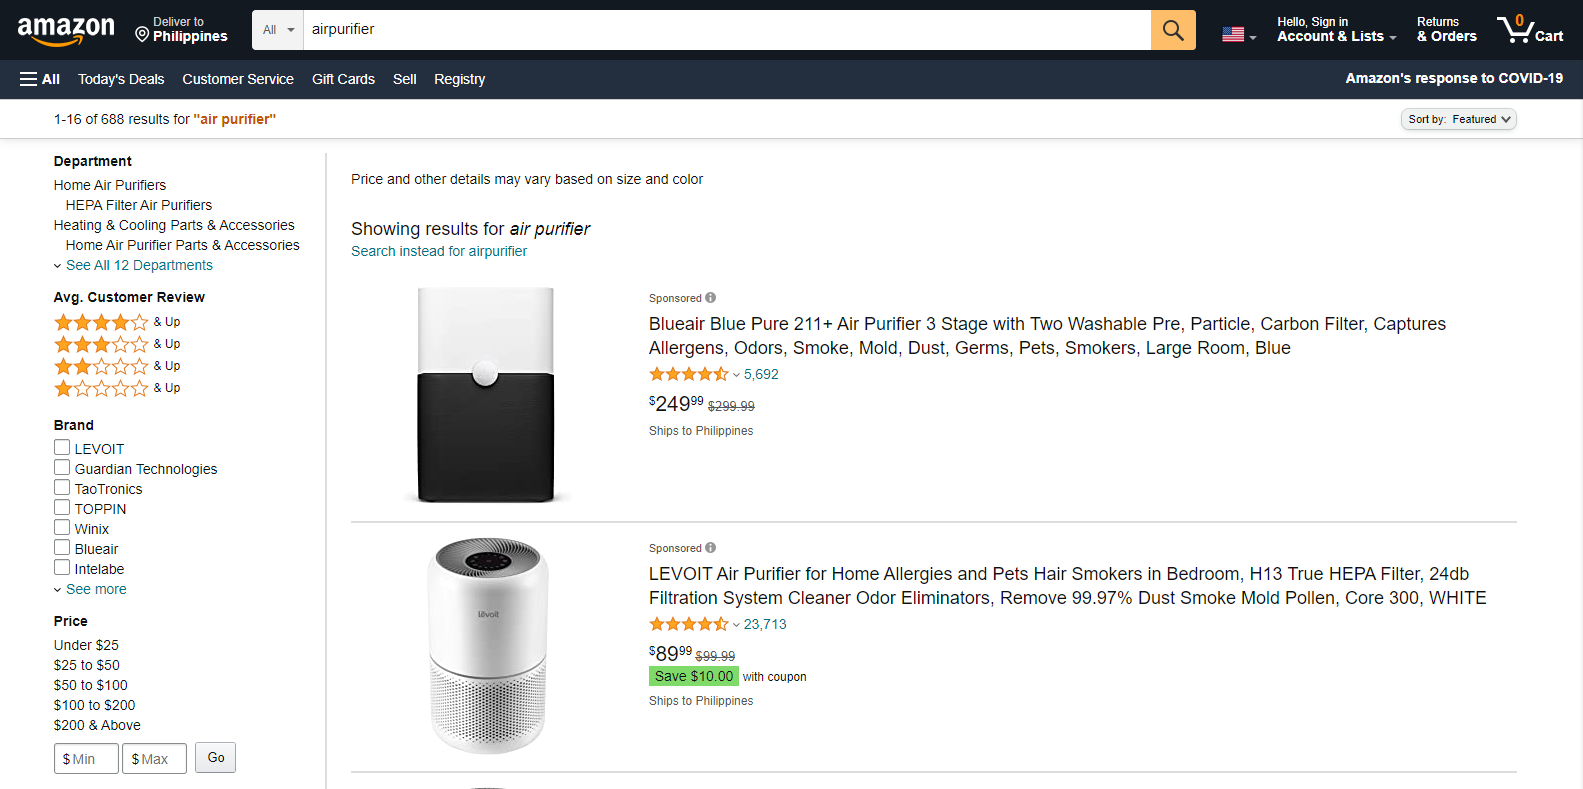 amazon
Deliver to
Philippines
All
airpurifier
Hello, Sign in
Account & Lists
Returns
& Orders
0
Cart
All
Today's Deals
Customer Service
Gift Cards
Sell
Registry
Amazon's response to COVID-19
1-16 of 688 results for "air purifier"
Sort by: Featured
Department
Home Air Purifiers
HEPA Filter Air Purifiers
Heating & Cooling Parts & Accessories
Home Air Purifier Parts & Accessories
See All 12 Departments
Avg. Customer Review
& Up
& Up
& Up
& Up
Brand
LEVOIT
Guardian Technologies
TaoTronics
TOPPIN
Winix
Blueair
Intelabe
See more
Price
Under $25
$25 to $50
$50 to $100
$100 to $200
$200 & Above
$ Min
$ Max
Go
Price and other details may vary based on size and color
Showing results for air purifier
Search instead for airpurifier
Sponsored
Blueair Blue Pure 211+ Air Purifier 3 Stage with Two Washable Pre, Particle, Carbon Filter, Captures
Allergens, Odors, Smoke, Mold, Dust, Germs, Pets, Smokers, Large Room, Blue
5,692
$24999 $299.99
Ships to Philippines
levoit
Sponsored
LEVOIT Air Purifier for Home Allergies and Pets Hair Smokers in Bedroom, H13 True HEPA Filter, 24db
Filtration System Cleaner Odor Eliminators, Remove 99.97% Dust Smoke Mold Pollen, Core 300, WHITE
23,713
$8999 $99.99
Save $10.00 with coupon
Ships to Philippines